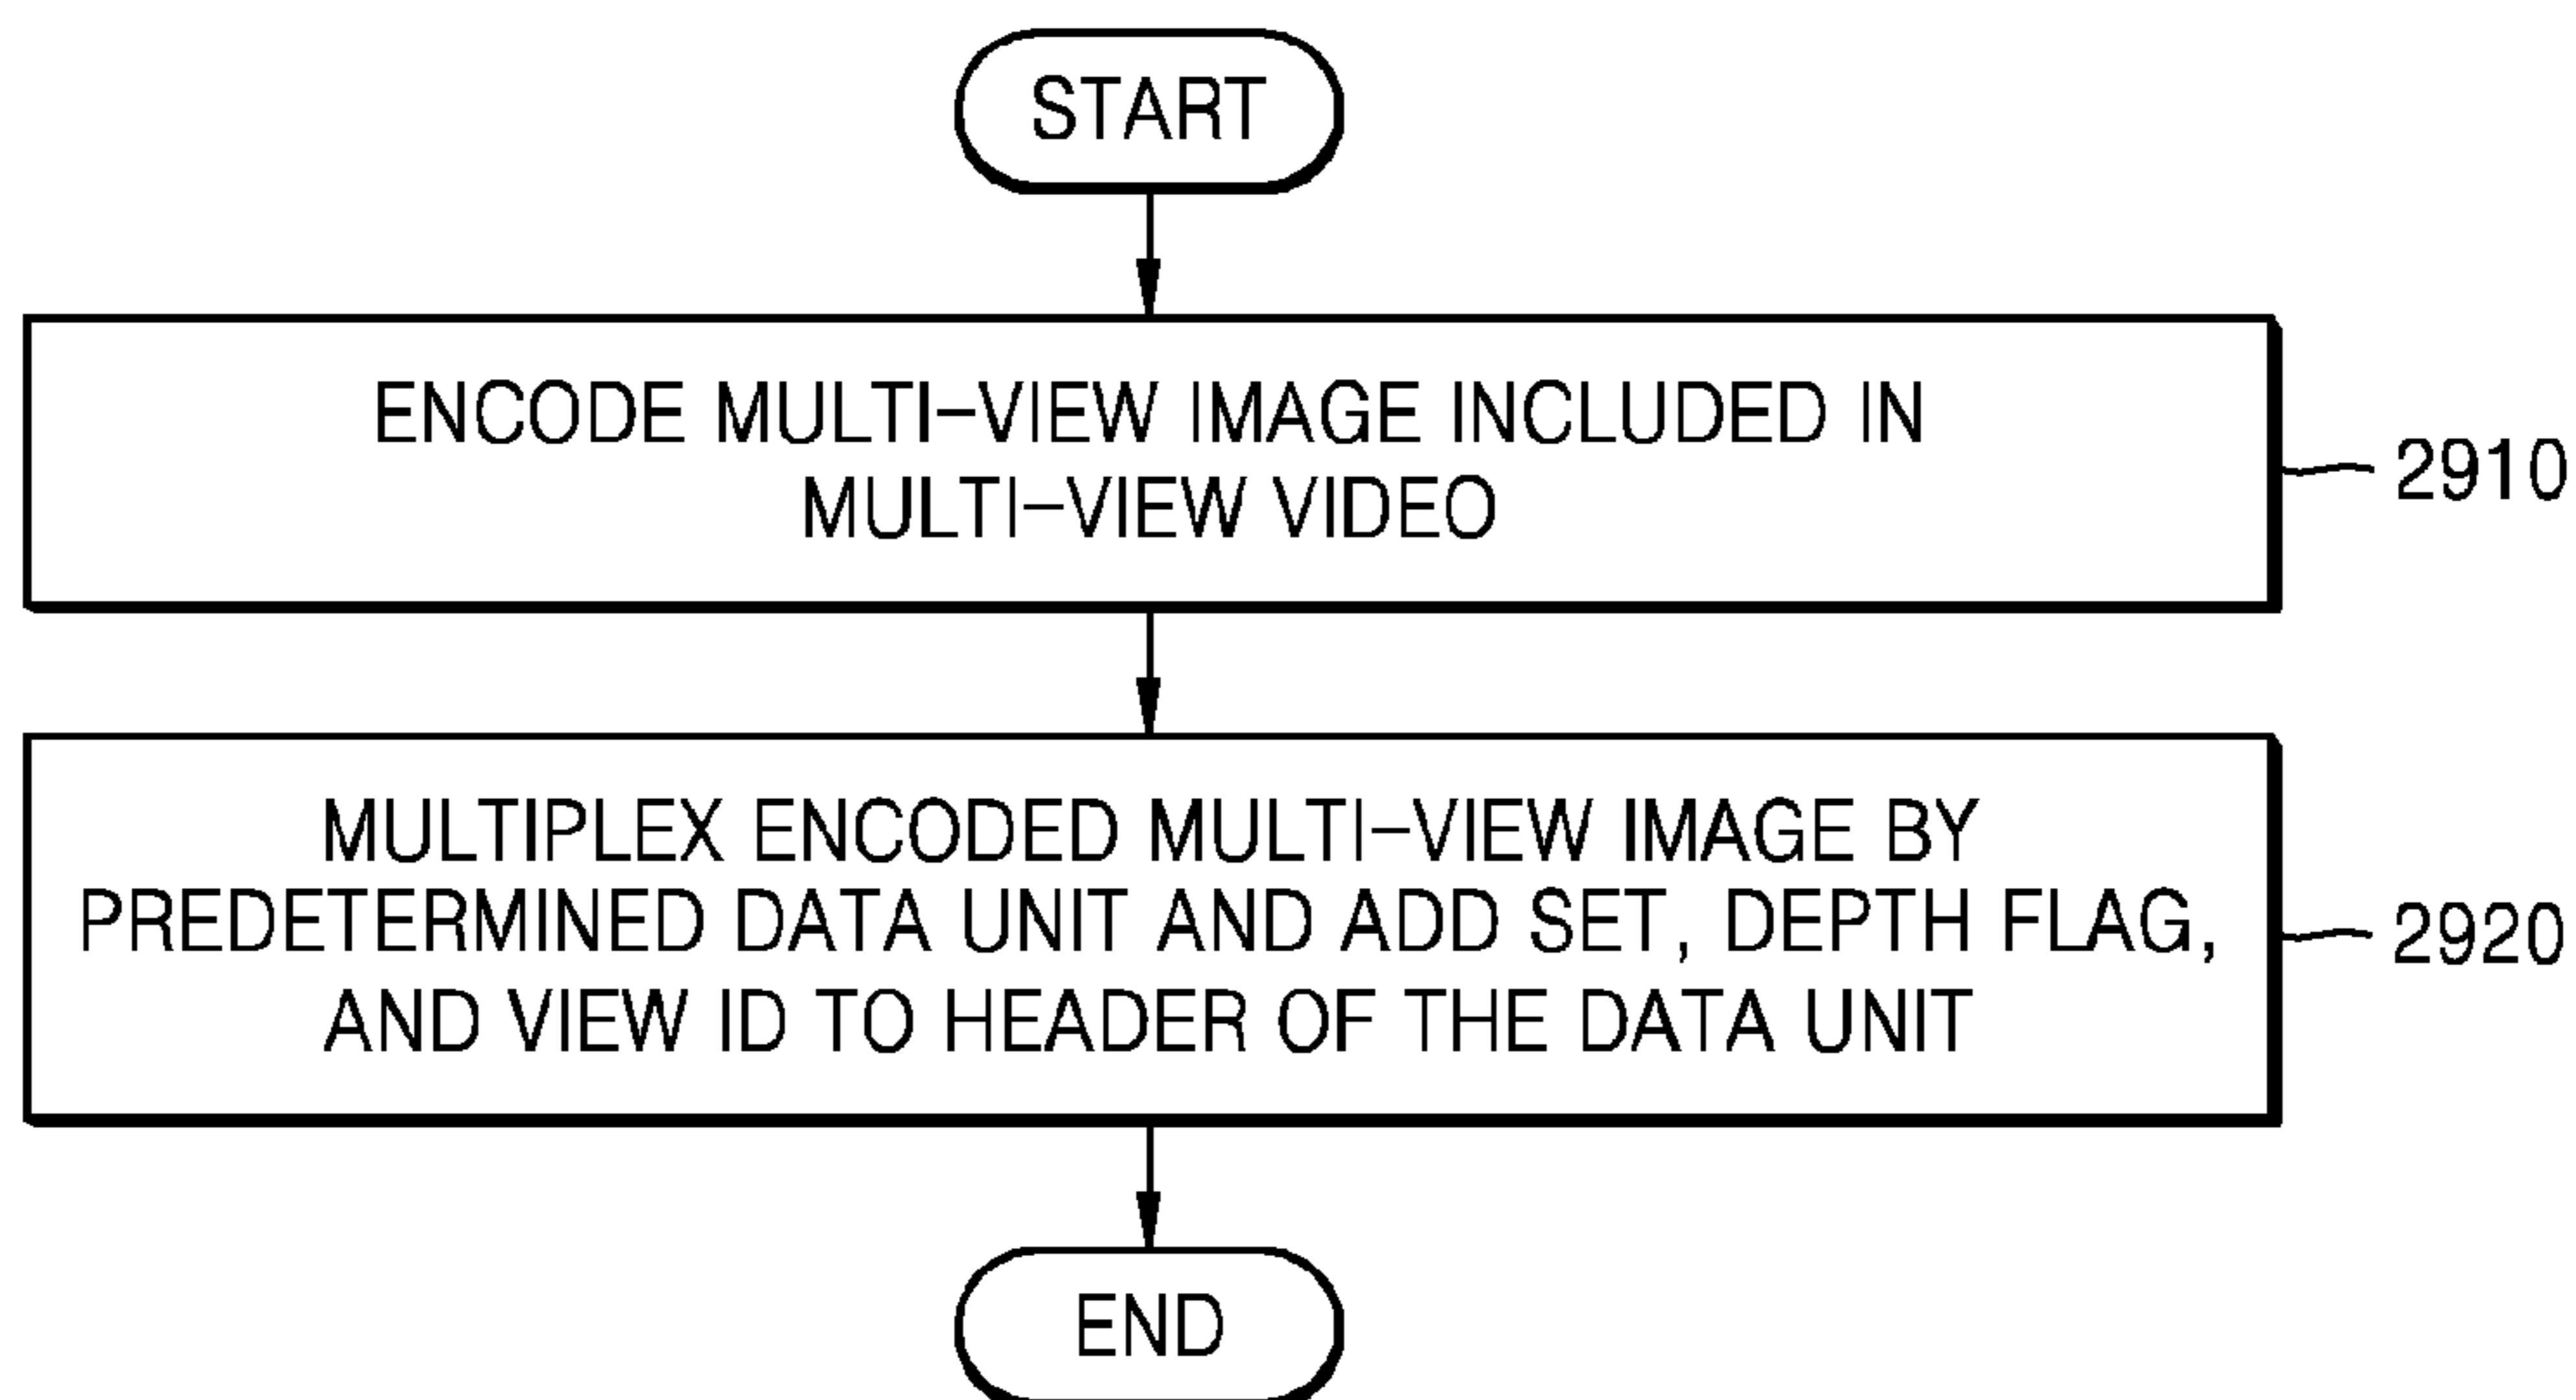 START
ENCODE MULTI-VIEW IMAGE INCLUDED IN
MULTI-VIEW VIDEO
2910
MULTIPLEX ENCODED MULTI-VIEW IMAGE BY
PREDETERMINED DATA UNIT AND ADD SET, DEPTH FLAG,
AND VIEW ID TO HEADER OF THE DATA UNIT
2920
END